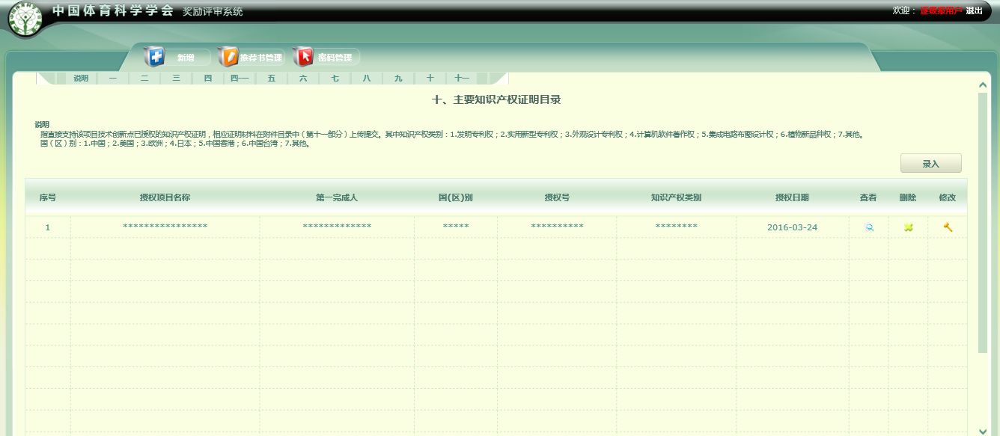 中国体育科学学会 奖励评审系统
欢迎： 退出
新增 推荐书管理 密码管理
说明 一 二 三 四 四一 五 六 七 八 九 十 十一
十、主要知识产权证明目录
说明
指直接支持该项目技术创新点已授权的知识产权证明，相应证明材料在附件目录中（第十一部分）上传提交。其中知识产权类别：1.发明专利权；2.实用新型专利权；3.外观设计专利权；4.计算机软件著作权；5.集成电路布图设计权；6.植物新品种权；7.其他。
国（区）别：1.中国；2.美国；3.欧洲；4.日本；5.中国香港；6.中国台湾；7.其他。
录入
序号 授权项目名称 第一完成人 国(区)别 授权号 知识产权类别 授权日期 查看 删除 修改
1 **************** ************* ***** ********** ******** 2016-03-24